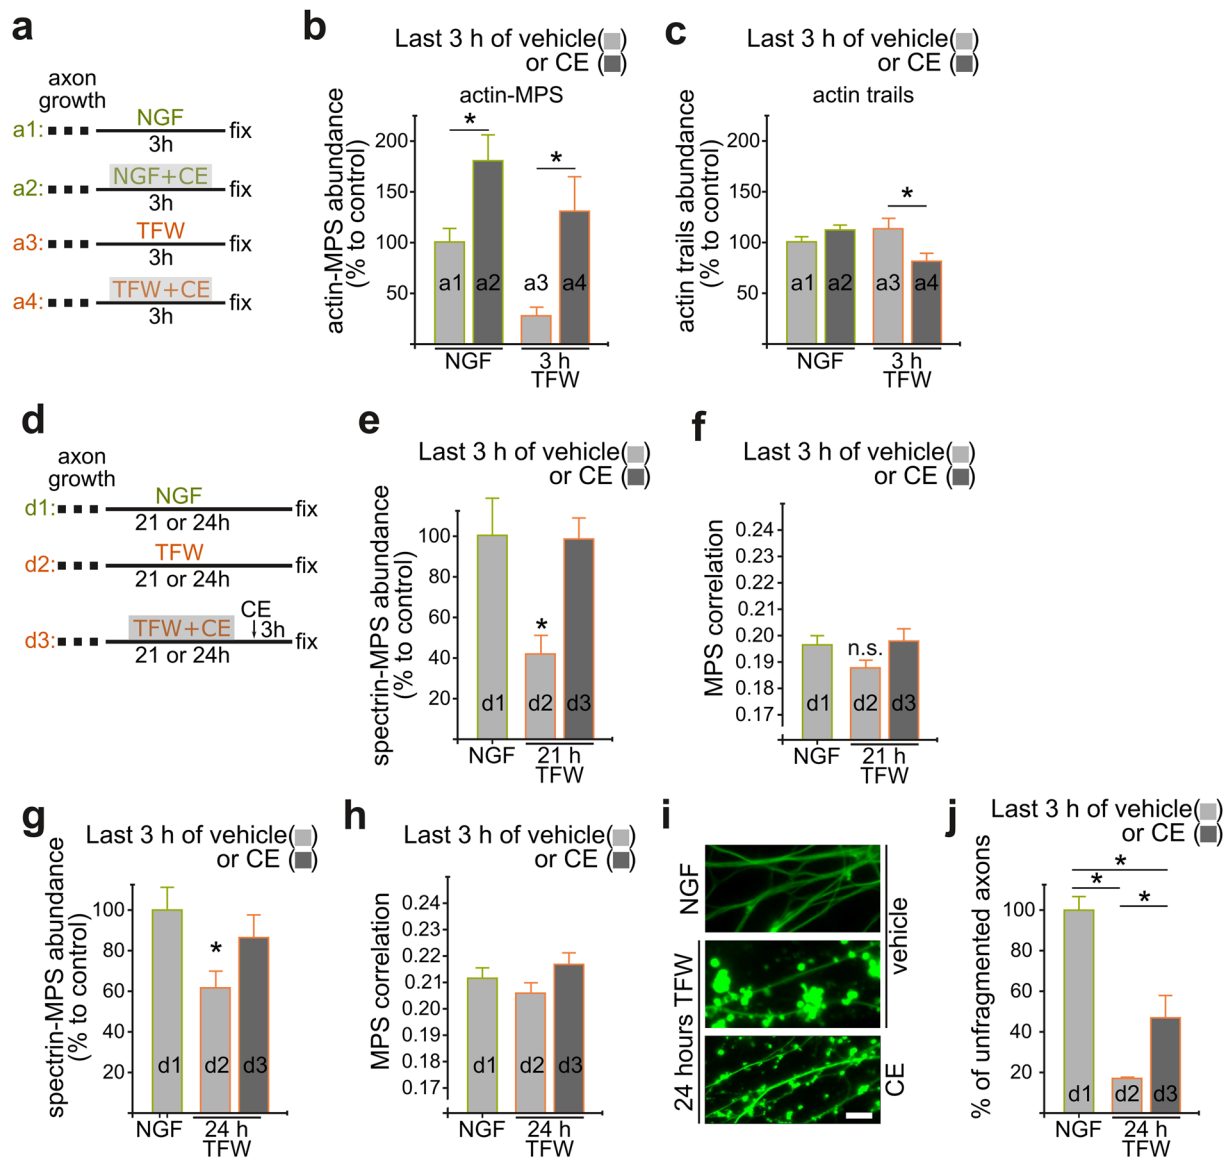 a
axon
growth
a1:
NGF
3h
fix
a2:
NGF+CE
3h
fix
a3:
TFW
3h
fix
a4:
TFW+CE
3h
fix
b
Last 3 h of vehicle( )
or CE ( )
actin-MPS
actin-MPS abundance
(% to control)
200
150
100
50
a1
a2
a3
a4
*
*
NGF
3 h
TFW
c
Last 3 h of vehicle( )
or CE ( )
actin trails
actin trails abundance
(% to control)
200
150
100
50
a1
a2
a3
a4
*
NGF
3 h
TFW
d
axon
growth
d1:
NGF
21 or 24h
fix
d2:
TFW
21 or 24h
fix
d3:
TFW+CE
21 or 24h
CE
↓3h
fix
e
Last 3 h of vehicle( )
or CE ( )
spectrin-MPS abundance
(% to control)
100
80
60
40
20
*
d1
d2
d3
NGF
21 h
TFW
f
Last 3 h of vehicle( )
or CE ( )
MPS correlation
0.24
0.23
0.22
0.21
0.20
0.19
0.18
0.17
n.s.
d1
d2
d3
NGF
21 h
TFW
g
Last 3 h of vehicle( )
or CE ( )
spectrin-MPS abundance
(% to control)
100
80
60
40
20
*
d1
d2
d3
NGF
24 h
TFW
h
Last 3 h of vehicle( )
or CE ( )
MPS correlation
0.24
0.23
0.22
0.21
0.20
0.19
0.18
0.17
d1
d2
d3
NGF
24 h
TFW
i
NGF
24 hours TFW
vehicle
CE
j
Last 3 h of vehicle( )
or CE ( )
% of unfragmented axons
100
80
60
40
20
*
*
*
d1
d2
d3
NGF
24 h
TFW